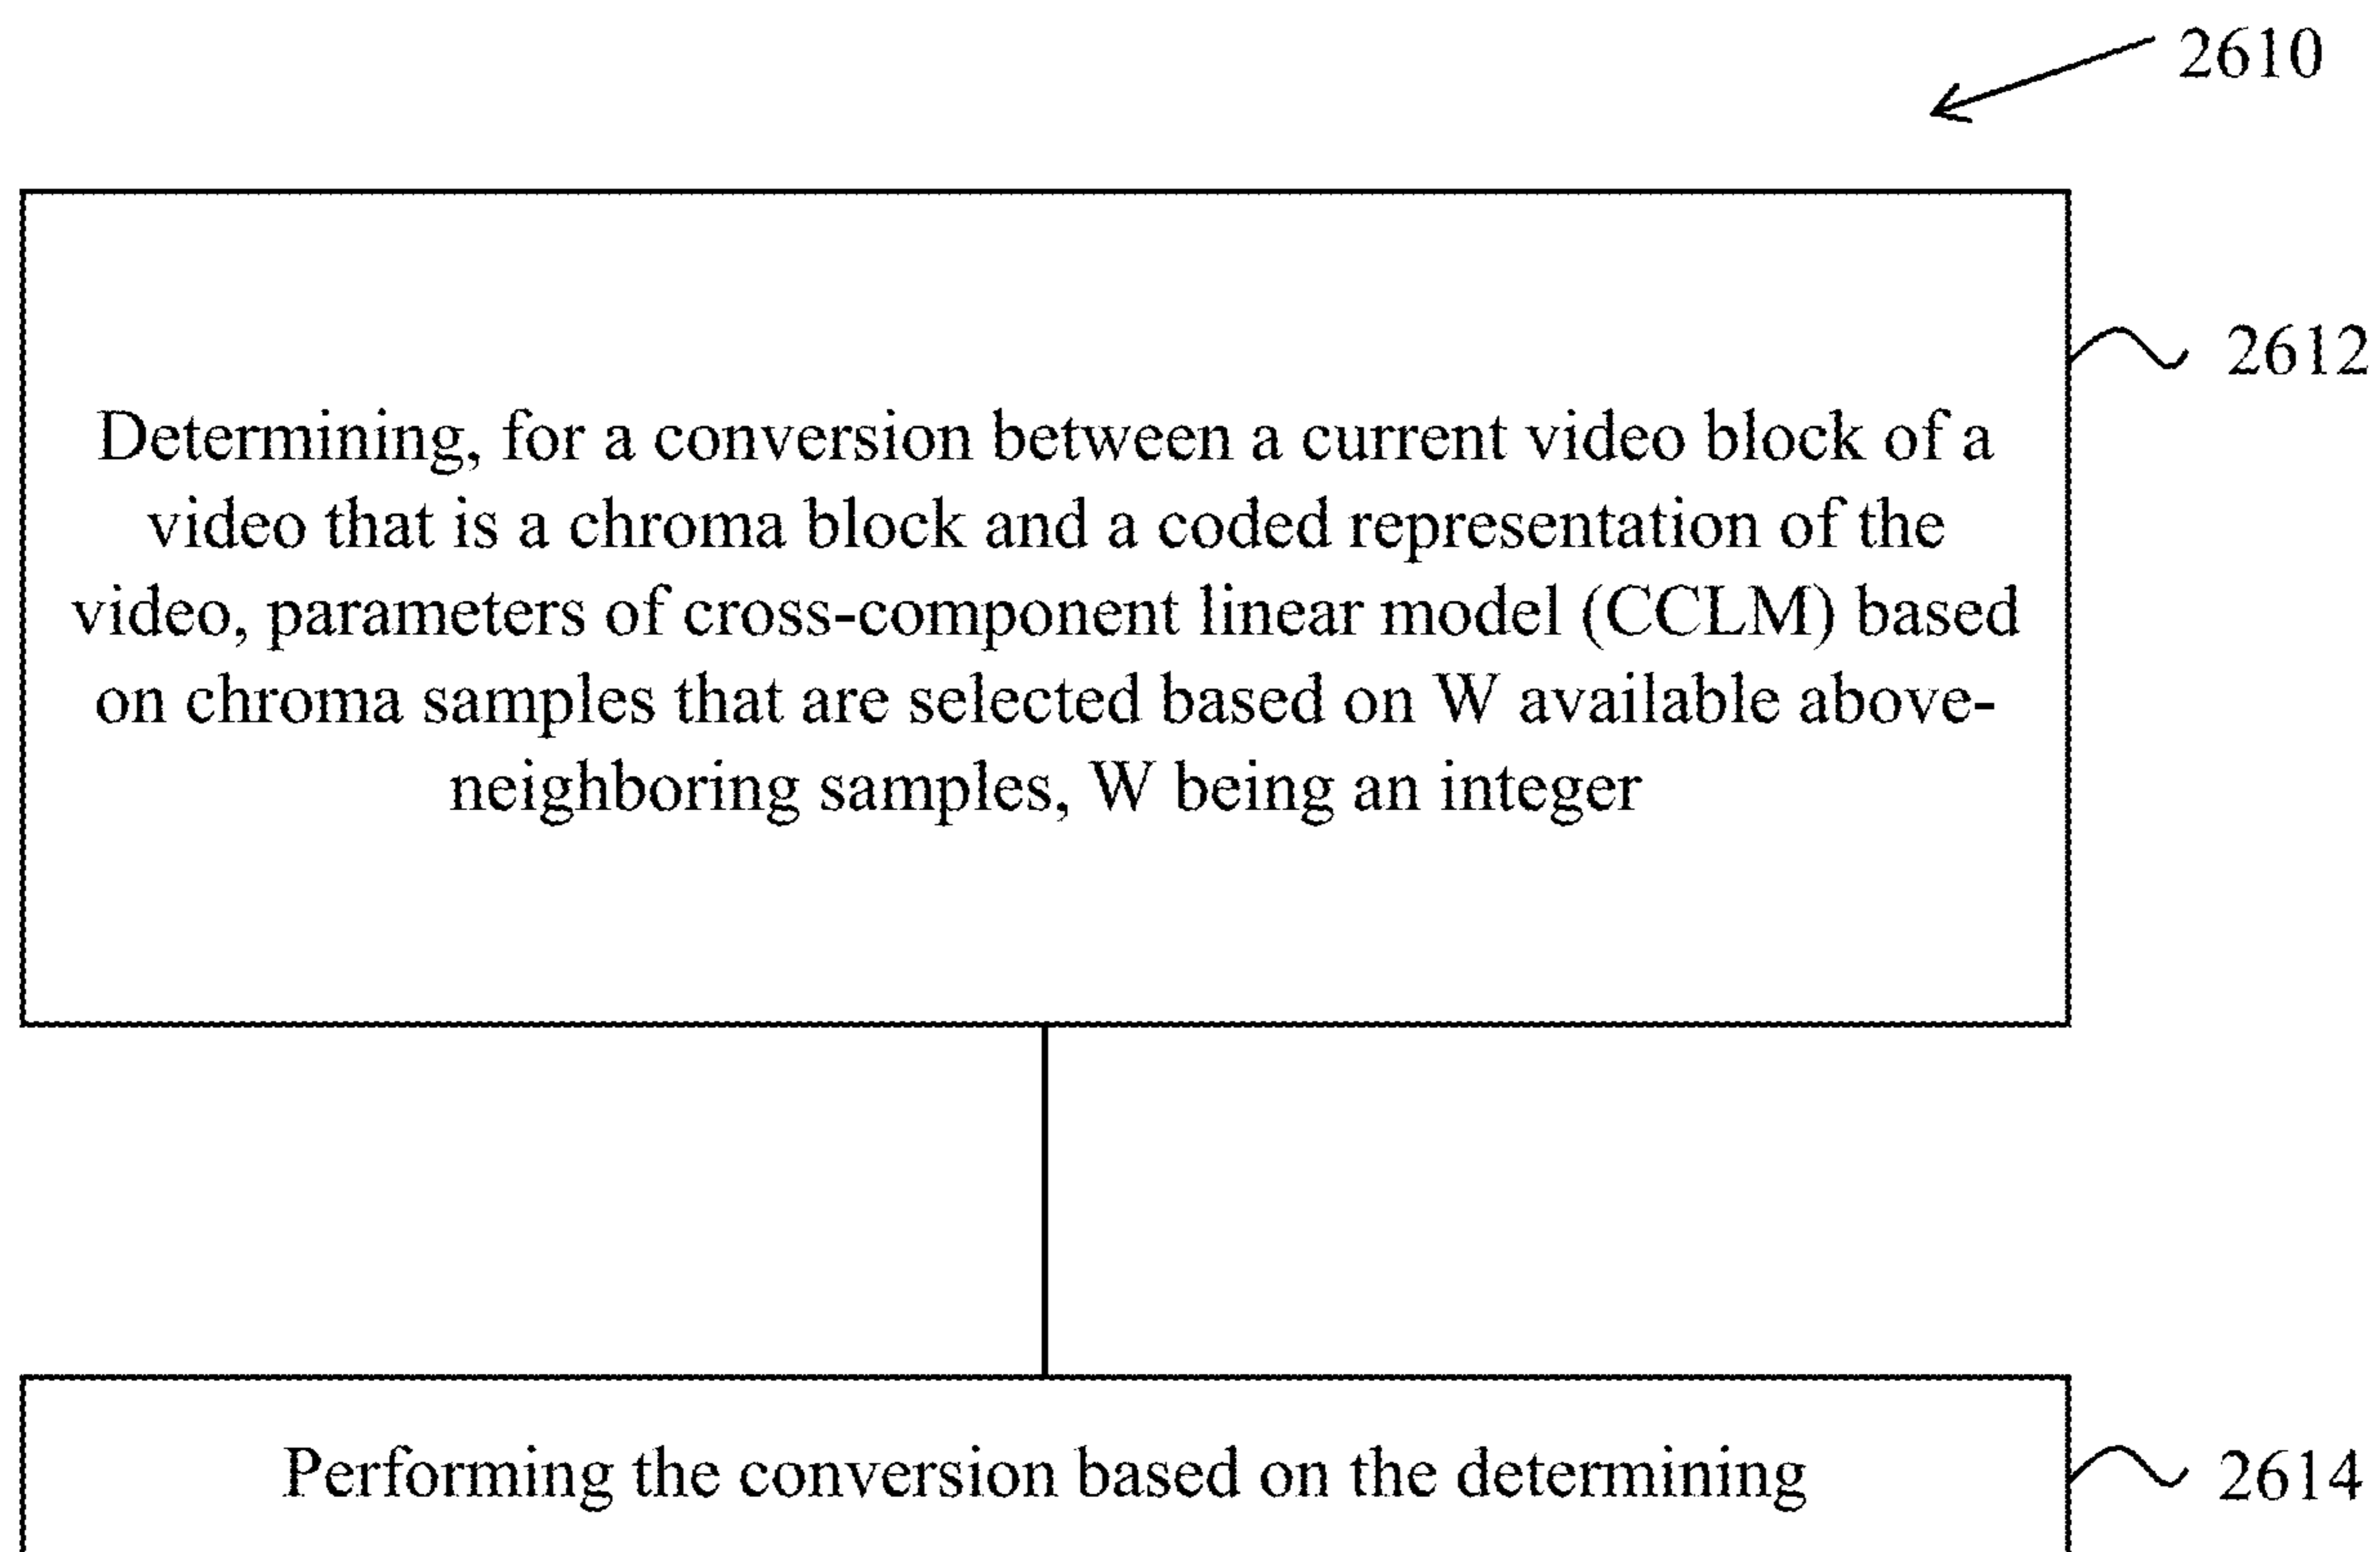 2610
2612
Determining, for a conversion between a current video block of a
video that is a chroma block and a coded representation of the
video, parameters of cross-component linear model (CCLM) based
on chroma samples that are selected based on W available above-
neighboring samples, W being an integer
Performing the conversion based on the determining
2614